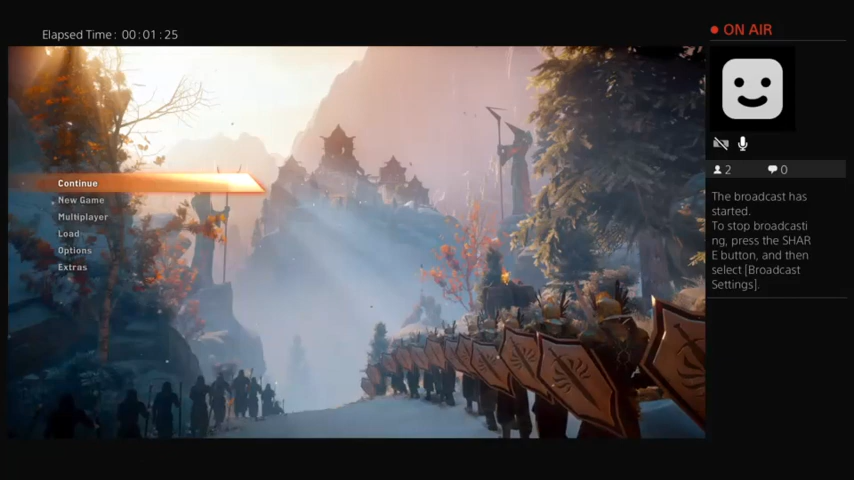 Elapsed Time: 00:01:25
ON AIR
Continue
New Game
Multiplayer
Load
Options
Extras
2
0
The broadcast has
started.
To stop broadcasti
ng, press the SHAR
E button, and then
select [Broadcast
Settings].